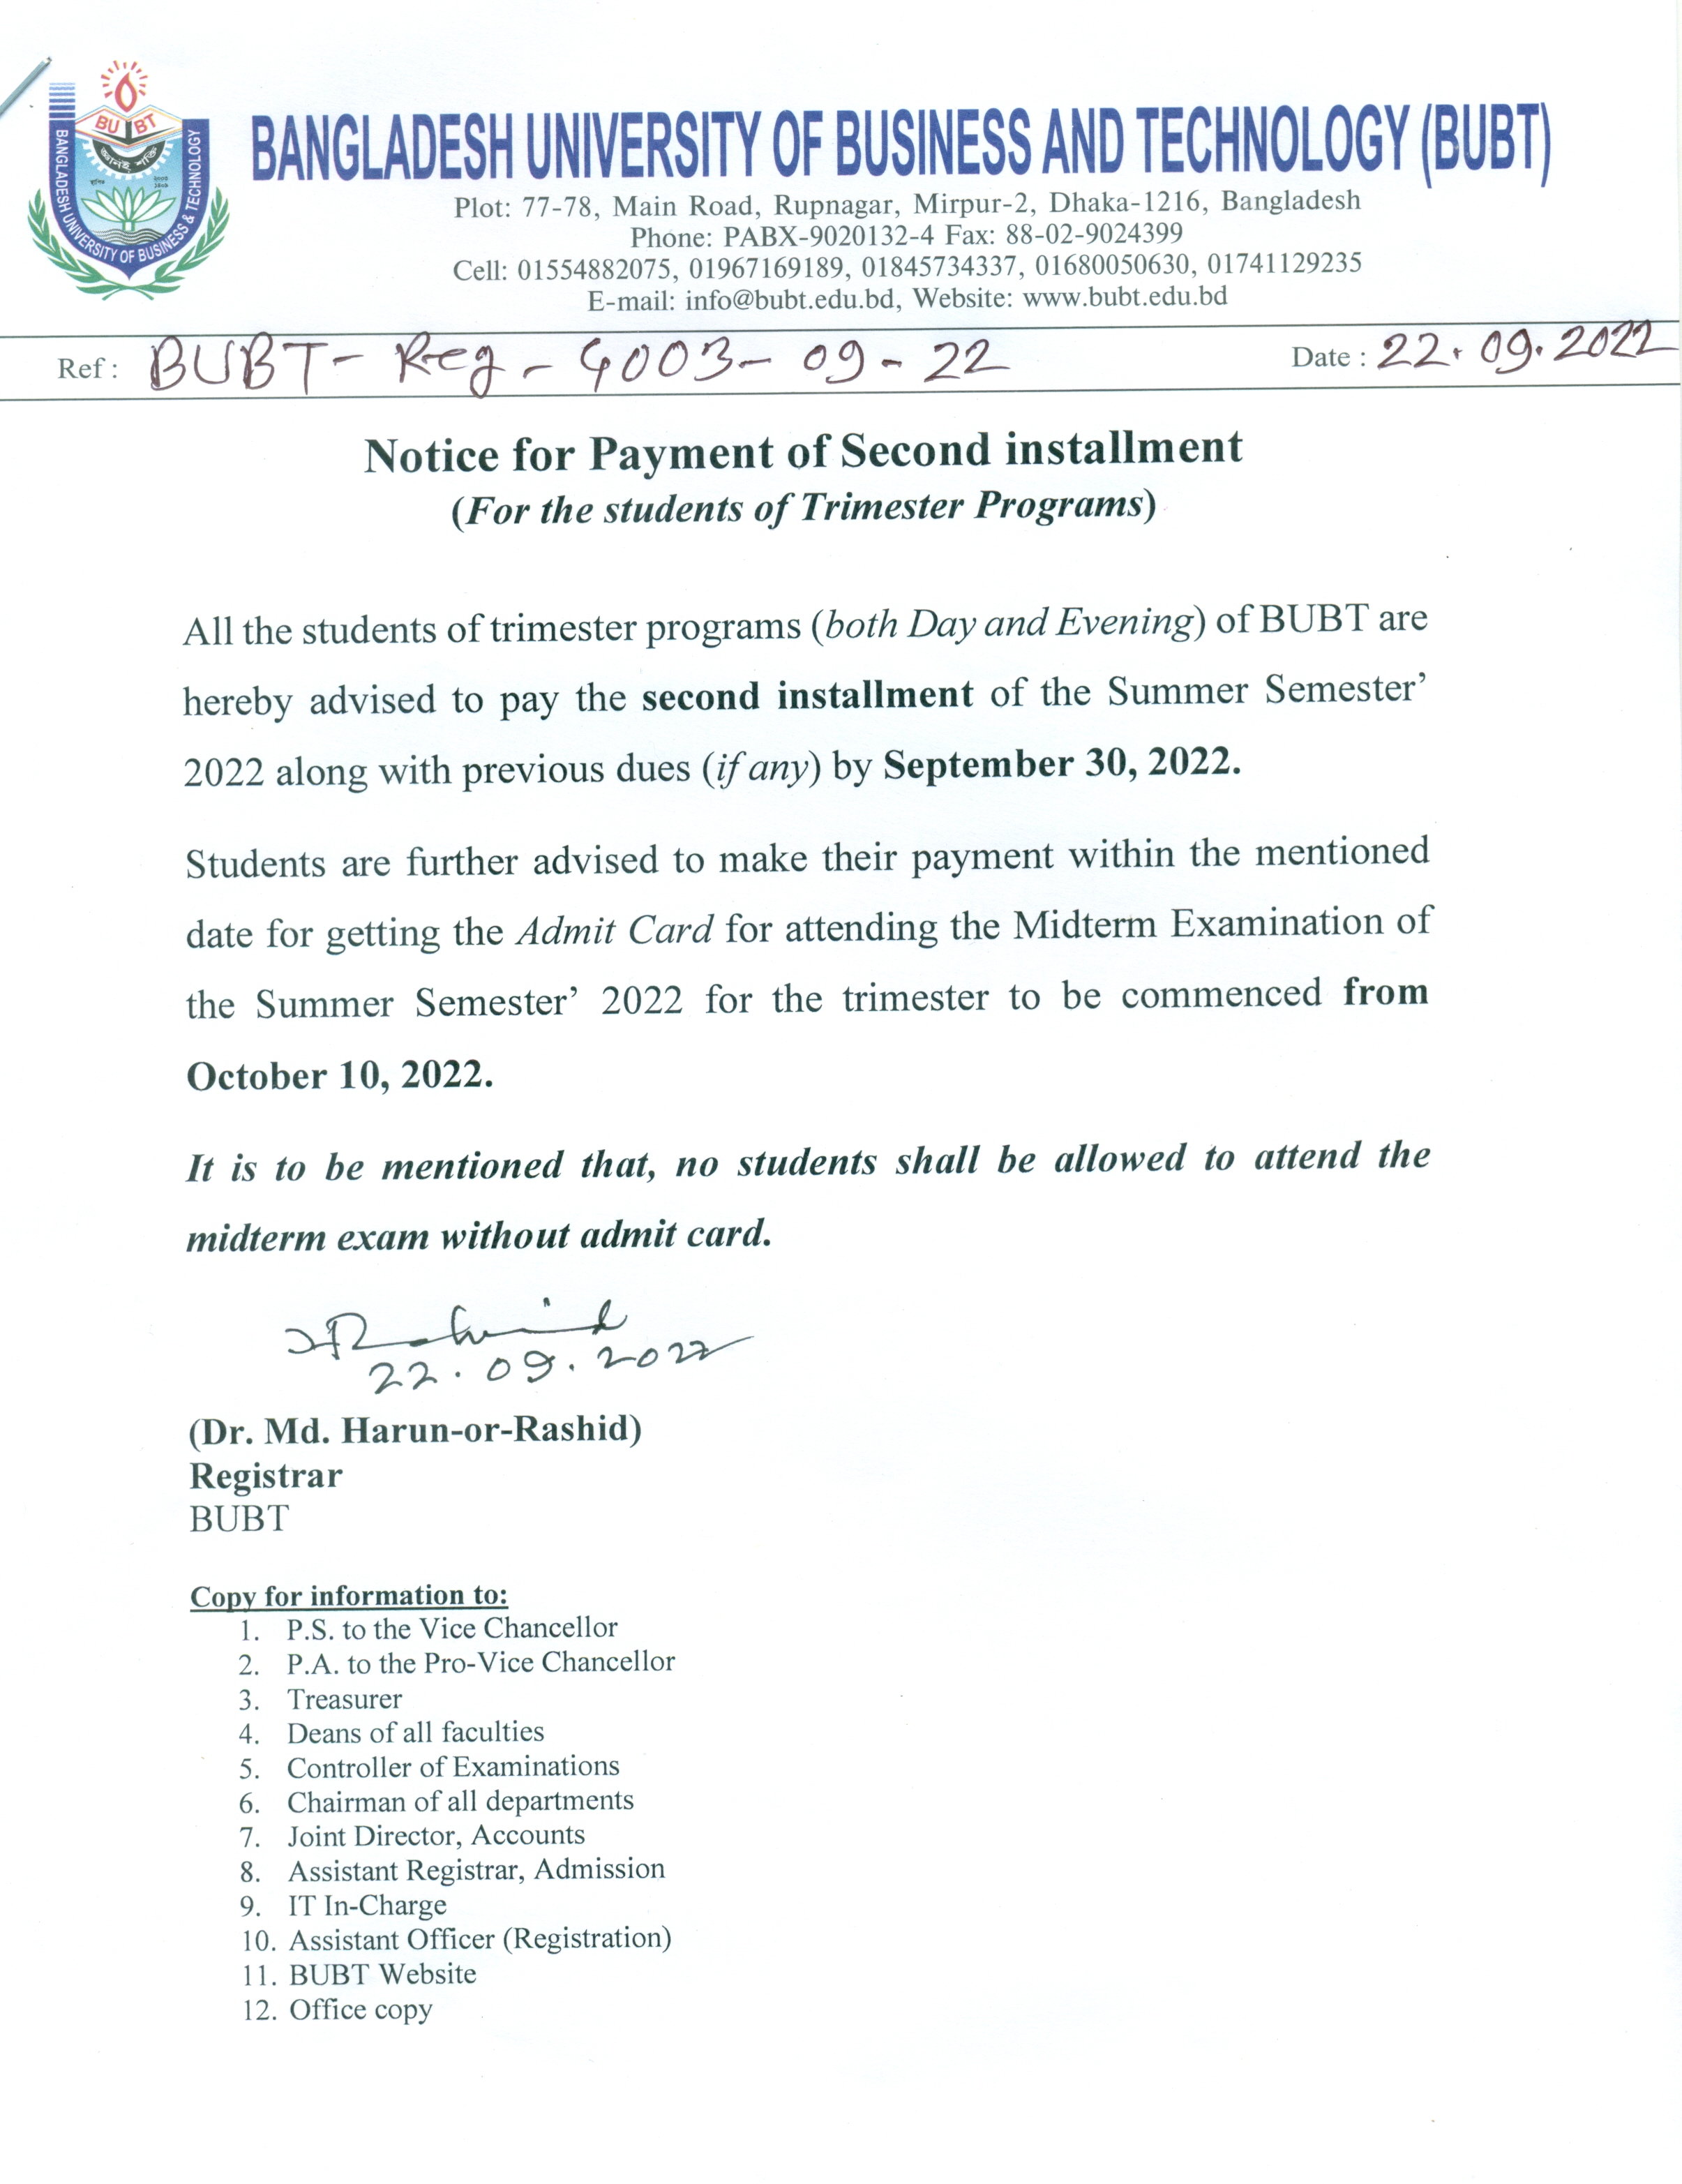 BANGLADESH UNIVERSITY OF BUSINESS & TECHNOLOGY
BU BT
জ্ঞানই শক্তি
BANGLADESH UNIVERSITY OF BUSINESS AND TECHNOLOGY (BUBT)
Plot: 77-78, Main Road, Rupnagar, Mirpur-2, Dhaka-1216, Bangladesh
Phone: PABX-9020132-4 Fax: 88-02-9024399
Cell: 01554882075, 01967169189, 01845734337, 01680050630, 01741129235
E-mail: info@bubt.edu.bd, Website: www.bubt.edu.bd
Ref : BUBT- Reg - 4003- 09 - 22 Date : 22.09.2022
Notice for Payment of Second installment
(For the students of Trimester Programs)
All the students of trimester programs (both Day and Evening) of BUBT are
hereby advised to pay the second installment of the Summer Semester’
2022 along with previous dues (if any) by September 30, 2022.
Students are further advised to make their payment within the mentioned
date for getting the Admit Card for attending the Midterm Examination of
the Summer Semester’ 2022 for the trimester to be commenced from
October 10, 2022.
It is to be mentioned that, no students shall be allowed to attend the
midterm exam without admit card.
22.09.2022
(Dr. Md. Harun-or-Rashid)
Registrar
BUBT
Copy for information to:
1. P.S. to the Vice Chancellor
2. P.A. to the Pro-Vice Chancellor
3. Treasurer
4. Deans of all faculties
5. Controller of Examinations
6. Chairman of all departments
7. Joint Director, Accounts
8. Assistant Registrar, Admission
9. IT In-Charge
10. Assistant Officer (Registration)
11. BUBT Website
12. Office copy